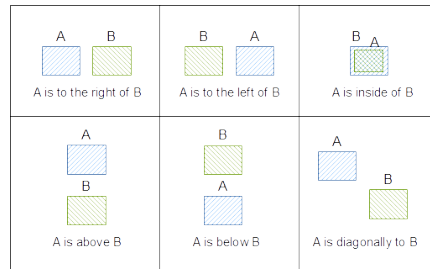 A B
A is to the right of B
B A
A is to the left of B
B A
A is inside of B
A
B
A is above B
B
A
A is below B
A
B
A is diagonally to B